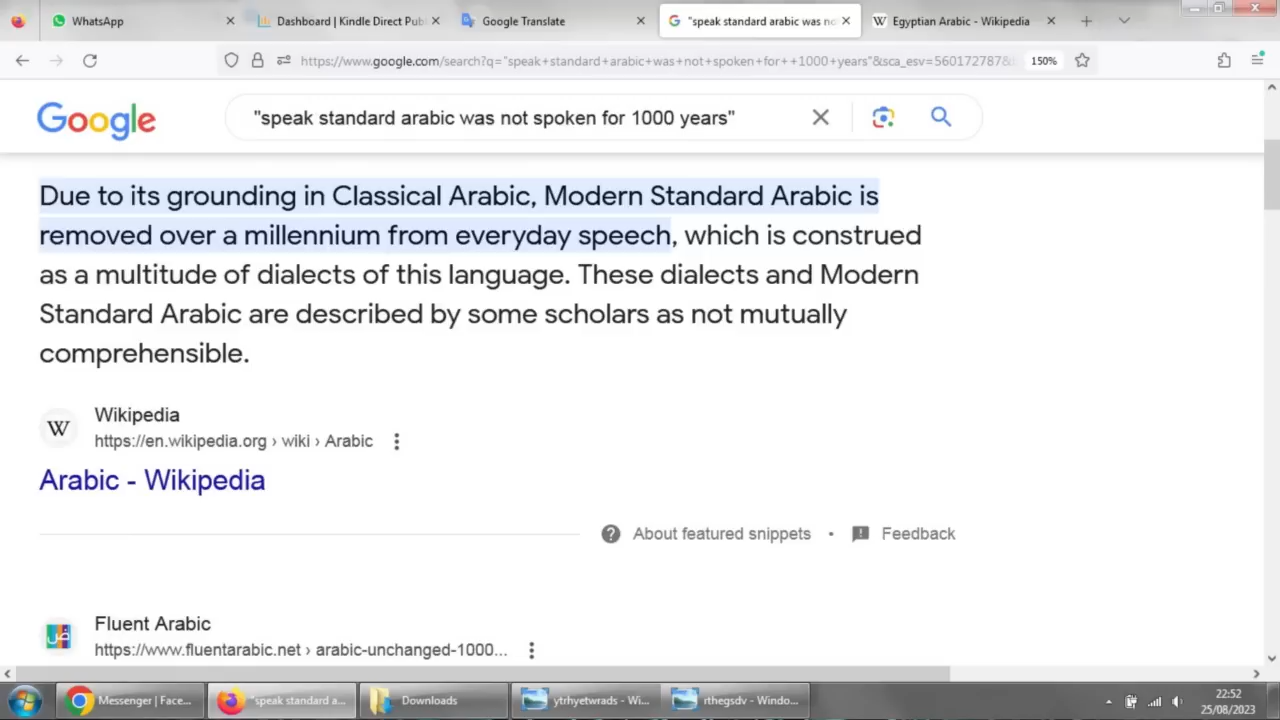 WhatsApp
Dashboard | Kindle Direct Publ
Google Translate
"speak standard arabic was no
Egyptian Arabic - Wikipedia
https://www.google.com/search?q="speak+standard+arabic+was+not+spoken+for++1000+years"&sca_esv=560172787&
150%
Google
"speak standard arabic was not spoken for 1000 years"
Due to its grounding in Classical Arabic, Modern Standard Arabic is
removed over a millennium from everyday speech, which is construed
as a multitude of dialects of this language. These dialects and Modern
Standard Arabic are described by some scholars as not mutually
comprehensible.
W
Wikipedia
https://en.wikipedia.org › wiki › Arabic
Arabic - Wikipedia
About featured snippets • Feedback
ض
Fluent Arabic
https://www.fluentarabic.net › arabic-unchanged-1000...
Messenger | Face...
"speak standard a...
Downloads
ytrhyetwrads - Wi...
rthegsdv - Windo...
22:52
25/08/2023